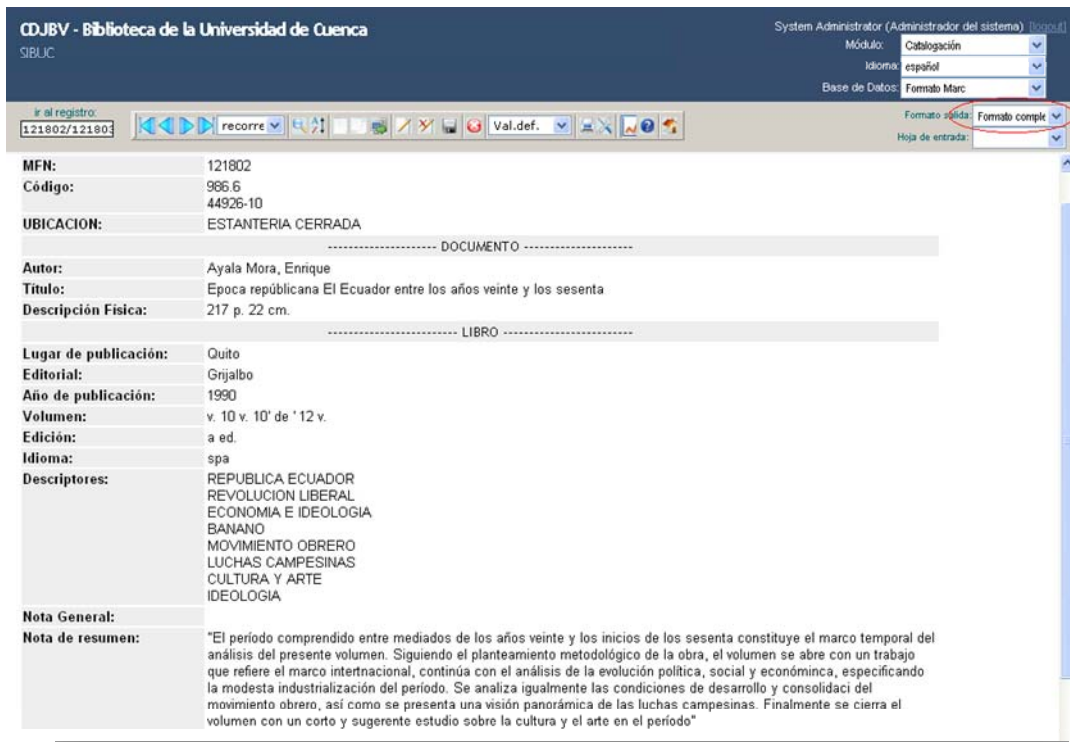 CDJBV - Biblioteca de la Universidad de Cuenca
SIBUC
System Administrator (Administrador del sistema) [logout]
Módulo: Catalogación
Idioma: español
Base de Datos: Formato Marc
ir al registro:
121802/121803
recorre
Val.def.
Formato salida: Formato comple
Hoja de entrada:
MFN: 121802
Código: 986.6
44926-10
UBICACION: ESTANTERIA CERRADA
--------------------- DOCUMENTO ---------------------
Autor: Ayala Mora, Enrique
Título: Epoca repúblicana El Ecuador entre los años veinte y los sesenta
Descripción Física: 217 p. 22 cm.
------------------------- LIBRO -------------------------
Lugar de publicación: Quito
Editorial: Grijalbo
Año de publicación: 1990
Volumen: v. 10 v. 10' de ' 12 v.
Edición: a ed.
Idioma: spa
Descriptores: REPUBLICA ECUADOR
REVOLUCION LIBERAL
ECONOMIA E IDEOLOGIA
BANANO
MOVIMIENTO OBRERO
LUCHAS CAMPESINAS
CULTURA Y ARTE
IDEOLOGIA
Nota General:
Nota de resumen: "El período comprendido entre mediados de los años veinte y los inicios de los sesenta constituye el marco temporal del
análisis del presente volumen. Siguiendo el planteamiento metodológico de la obra, el volumen se abre con un trabajo
que refiere el marco intertnacional, continúa con el análisis de la evolución política, social y económinca, especificando
la modesta industrialización del período. Se analiza igualmente las condiciones de desarrollo y consolidaci del
movimiento obrero, así como se presenta una visión panorámica de las luchas campesinas. Finalmente se cierra el
volumen con un corto y sugerente estudio sobre la cultura y el arte en el período"